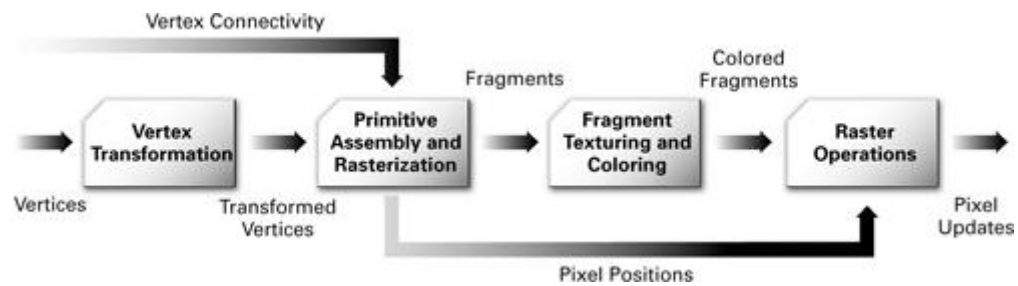 Vertex Connectivity
Vertices
Vertex
Transformation
Transformed
Vertices
Primitive
Assembly and
Rasterization
Fragments
Fragment
Texturing and
Coloring
Colored
Fragments
Raster
Operations
Pixel
Updates
Pixel Positions